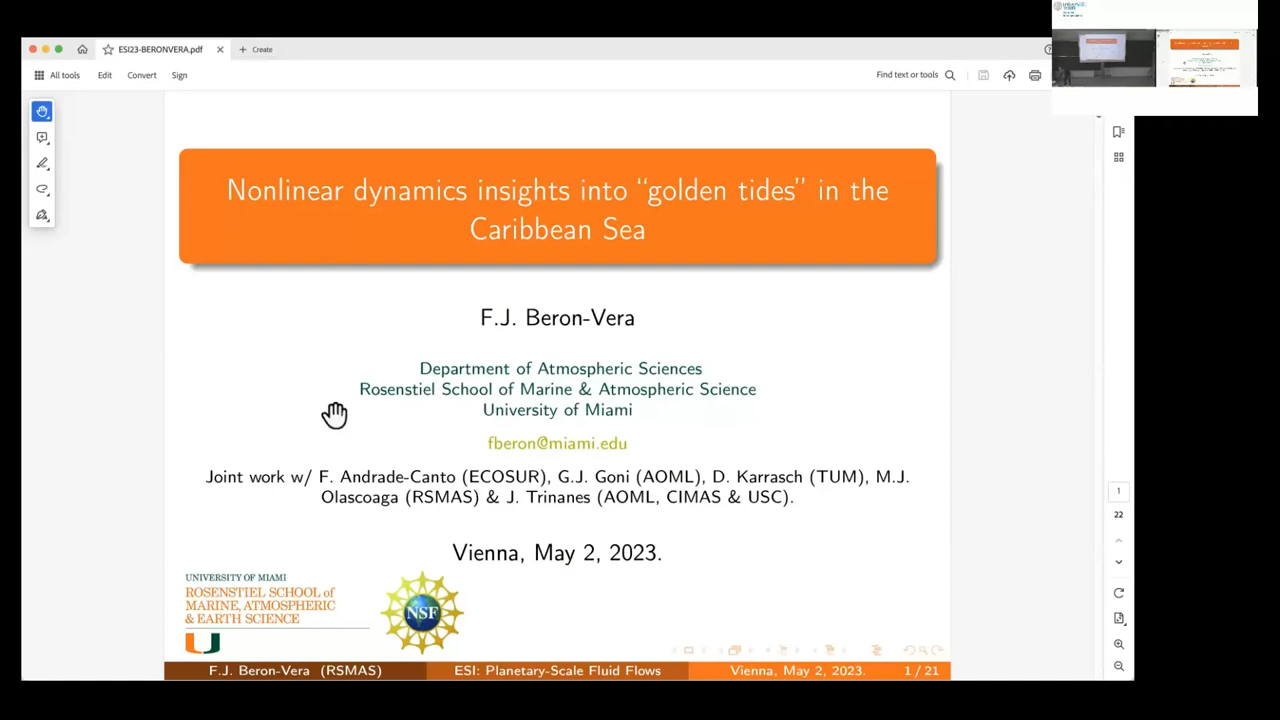 ESI23-BERONVERA.pdf
Create
All tools
Edit
Convert
Sign
Find text or tools
Nonlinear dynamics insights into “golden tides” in the
Caribbean Sea
F.J. Beron-Vera
Department of Atmospheric Sciences
Rosenstiel School of Marine & Atmospheric Science
University of Miami
fberon@miami.edu
Joint work w/ F. Andrade-Canto (ECOSUR), G.J. Goni (AOML), D. Karrasch (TUM), M.J.
Olascoaga (RSMAS) & J. Trinanes (AOML, CIMAS & USC).
Vienna, May 2, 2023.
UNIVERSITY OF MIAMI
ROSENSTIEL SCHOOL of
MARINE, ATMOSPHERIC
& EARTH SCIENCE
NSF
F.J. Beron-Vera (RSMAS)
ESI: Planetary-Scale Fluid Flows
Vienna, May 2, 2023.
1 / 21
1
22